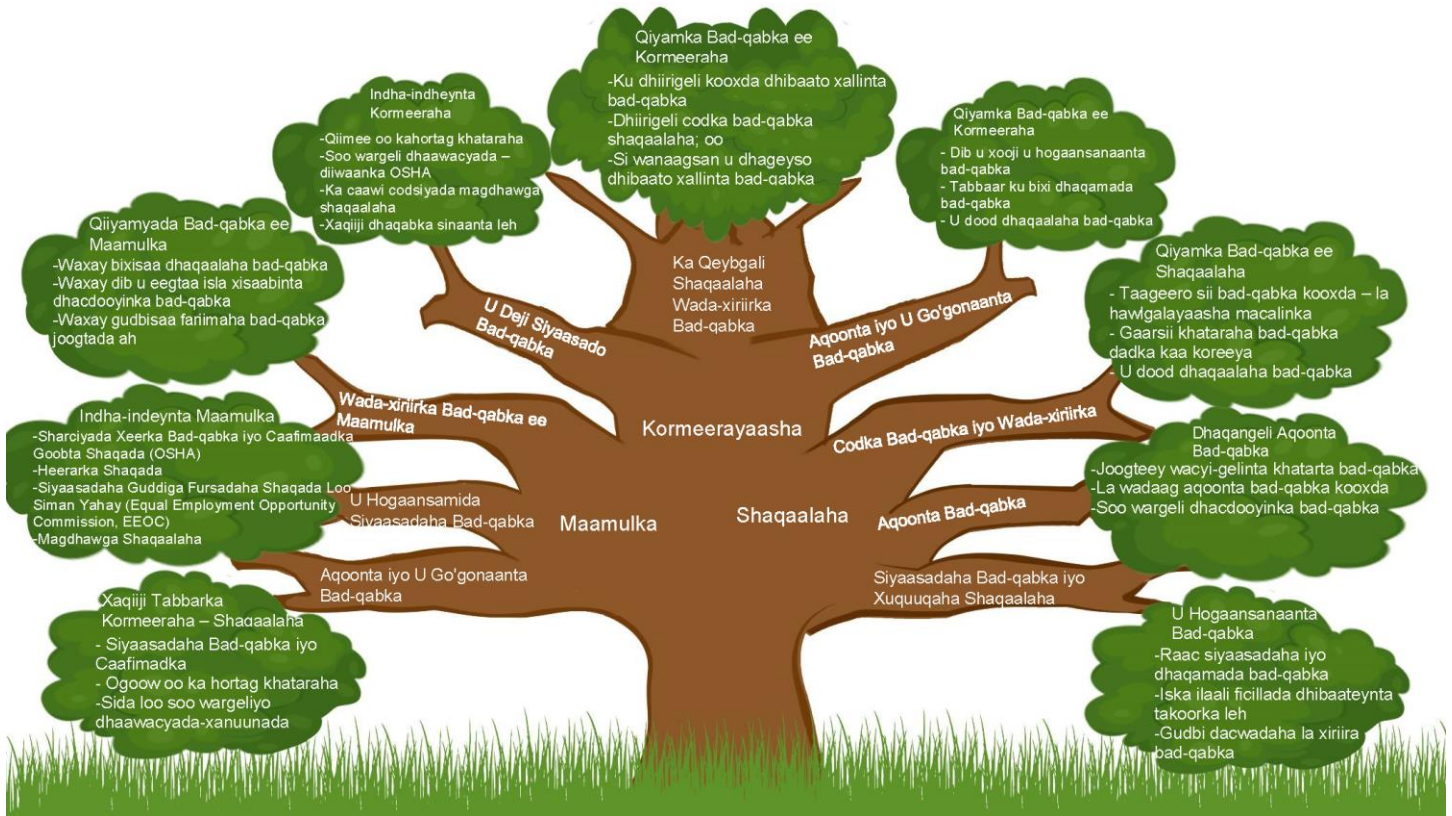 Qiyamka Bad-qabka ee
Kormeeraha
-Ku dhiirigeli kooxda dhibaato xallinta
bad-qabka
-Dhiirigeli codka bad-qabka
shaqaalaha; oo
-Si wanaagsan u dhageyso
dhibaato xallinta bad-qabka
Indha-indheynta
Kormeeraha
-Qiimee oo kahortag khataraha
-Soo wargeli dhaawacyada –
diiwaanka OSHA
-Ka caawi codsiyada magdhawga
shaqaalaha
-Xaqiiji dhaqabka sinaanta leh
Qiyamka Bad-qabka ee
Kormeeraha
- Dib u xooji u hogaansanaanta
bad-qabka
- Tabbaar ku bixi dhaqamada
bad-qabka
- U dood dhaqaalaha bad-qabka
Qiiyamyada Bad-qabka ee
Maamulka
-Waxay bixisaa dhaqaalaha bad-qabka
-Waxay dib u eegtaa isla xisaabinta
dhacdooyinka bad-qabka
-Waxay gudbisaa fariimaha bad-qabka
joogtada ah
Qiyamka Bad-qabka ee
Shaqaalaha
- Taageero sii bad-qabka kooxda – la
hawlgalayaasha macalinka
- Gaarsii khataraha bad-qabka
dadka kaa koreeya
- U dood dhaqaalaha bad-qabka
Ka Qeybgali
Shaqaalaha
Wada-xiriirka
Bad-qabka
U Deji Siyaasado
Bad-qabka
Aqoonta iyo U Go'gonaanta
Bad-qabka
Wada-xiriirka Bad-qabka ee
Maamulka
Kormeerayaasha
Codka Bad-qabka iyo Wada-xiriirka
Indha-indeynta Maamulka
-Sharciyada Xeerka Bad-qabka iyo Caafimaadka
Goobta Shaqada (OSHA)
-Heerarka Shaqada
-Siyaasadaha Guddiga Fursadaha Shaqada Loo
Siman Yahay (Equal Employment Opportunity
Commission, EEOC)
-Magdhawga Shaqaalaha
Dhaqangeli Aqoonta
Bad-qabka
-Joogteey wacyi-gelinta khatarta bad-qabka
-La wadaag aqoonta bad-qabka kooxda
-Soo wargeli dhacdooyinka bad-qabka
U Hogaansamida
Siyaasadaha Bad-qabka
Maamulka
Shaqaalaha
Aqoonta Bad-qabka
Aqoonta iyo U Go'gonaanta
Bad-qabka
Siyaasadaha Bad-qabka iyo
Xuquuqaha Shaqaalaha
Xaqiiji Tabbarka
Kormeeraha – Shaqaalaha
- Siyaasadaha Bad-qabka iyo
Caafimadka
- Ogoow oo ka hortag khataraha
-Sida loo soo wargeliyo
dhaawacyada-xanuunada
U Hogaansanaanta
Bad-qabka
-Raac siyaasadaha iyo
dhaqamada bad-qabka
-Iska ilaali ficillada dhibaateynta
takoorka leh
-Gudbi dacwadaha la xiriira
bad-qabka